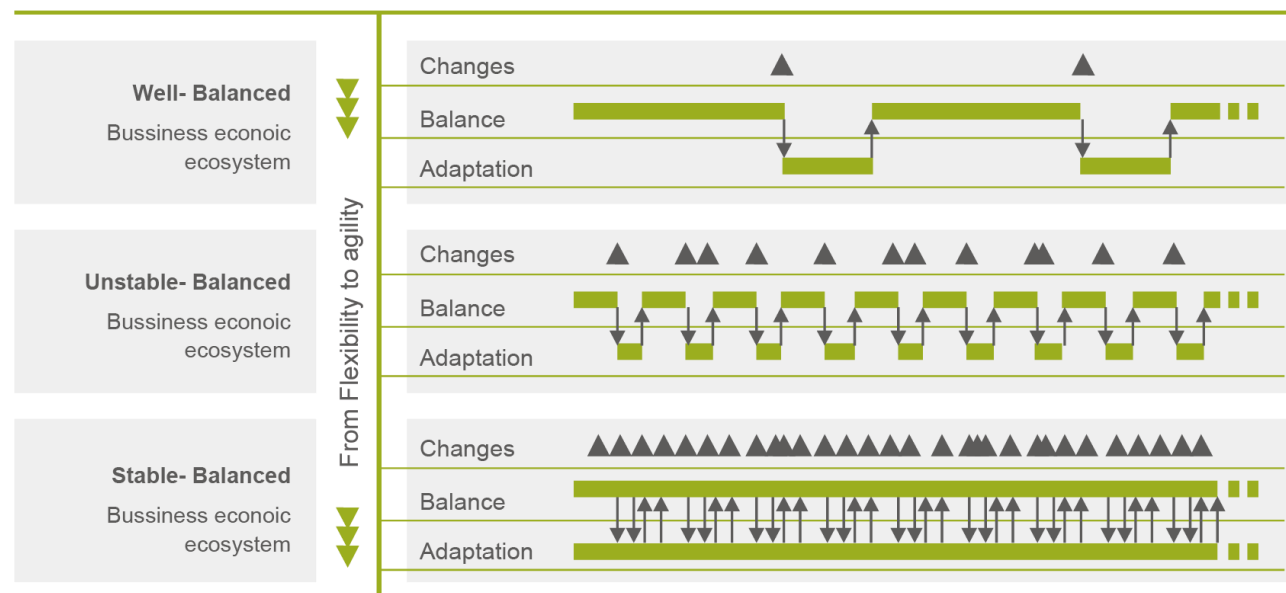 Well- Balanced
Bussiness econoic
ecosystem
Changes
Balance
Adaptation
From Flexibility to agility
Unstable- Balanced
Bussiness econoic
ecosystem
Changes
Balance
Adaptation
Stable- Balanced
Bussiness econoic
ecosystem
Changes
Balance
Adaptation